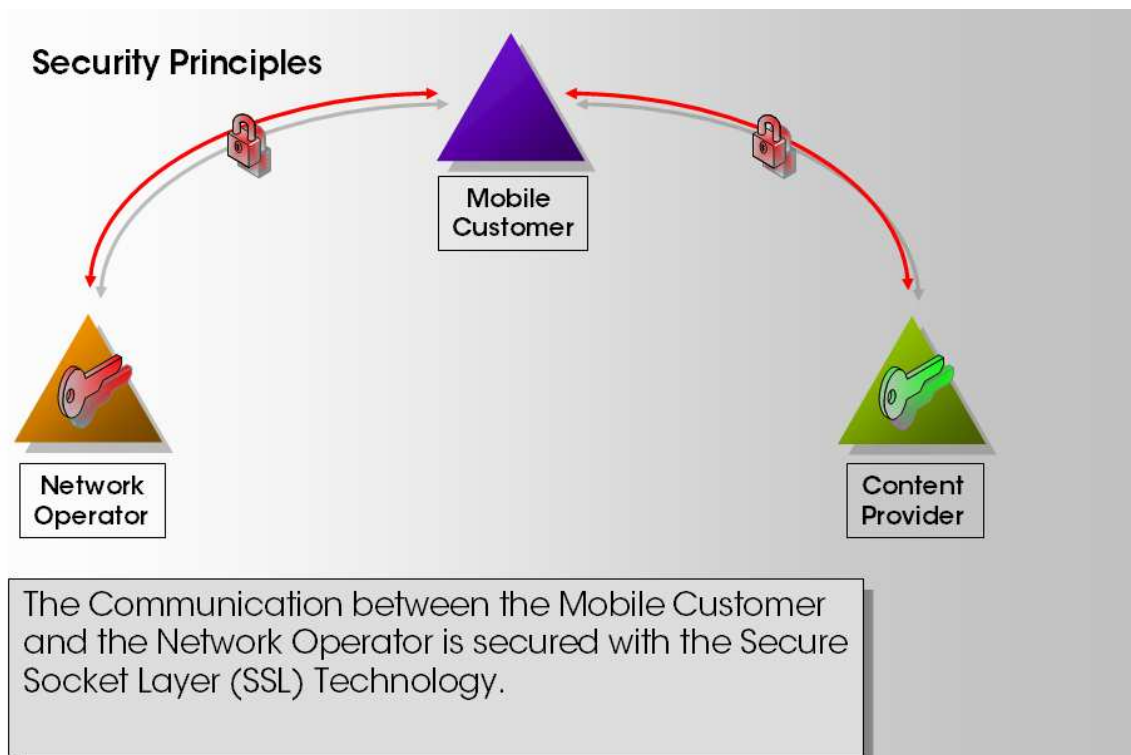 Security Principles
Mobile
Customer
Network
Operator
Content
Provider
The Communication between the Mobile Customer
and the Network Operator is secured with the Secure
Socket Layer (SSL) Technology.